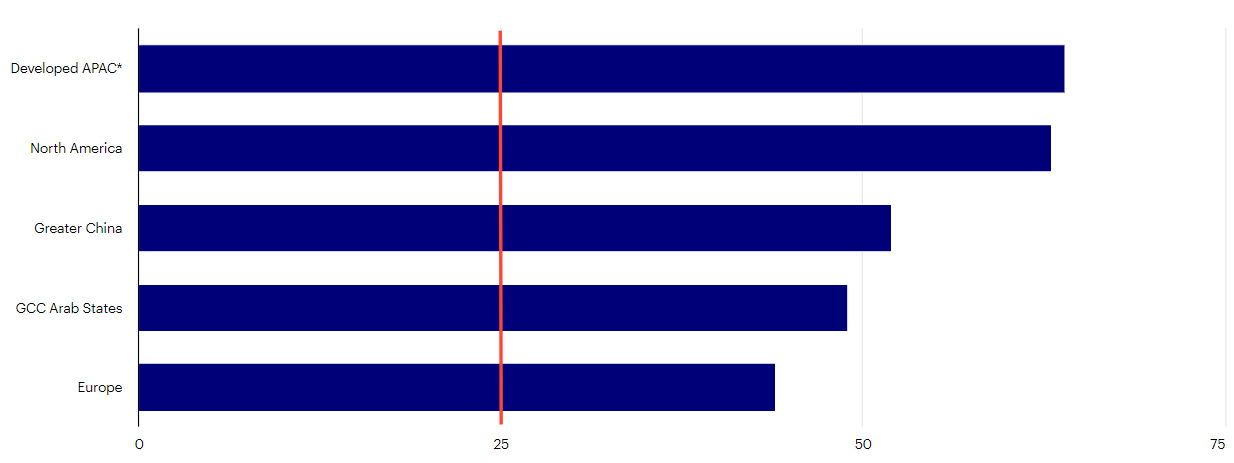 Developed APAC*
North America
Greater China
GCC Arab States
Europe
0 25 50 75